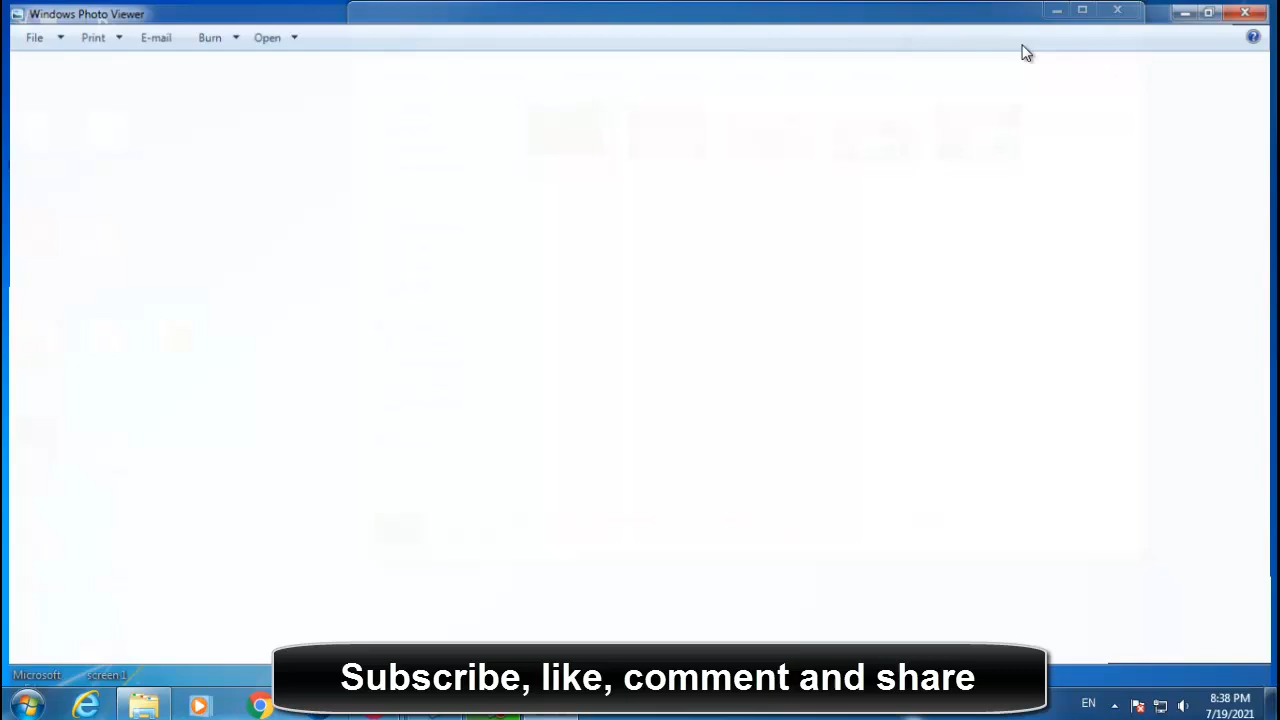 Windows Photo Viewer
File Print E-mail Burn Open
Microsoft screen 1
Subscribe, like, comment and share
EN
8:38 PM
7/19/2021